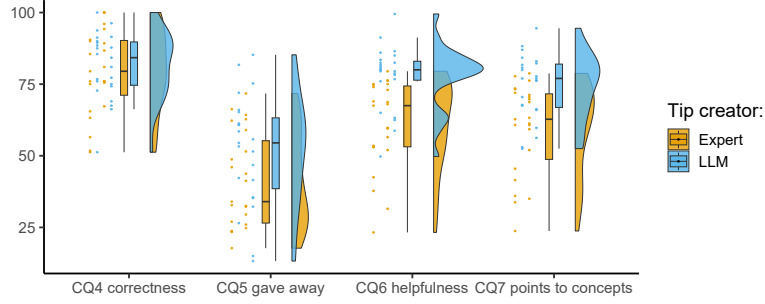 100
75
50
25
CQ4 correctness
CQ5 gave away
CQ6 helpfulness
CQ7 points to concepts
Tip creator:
Expert
LLM